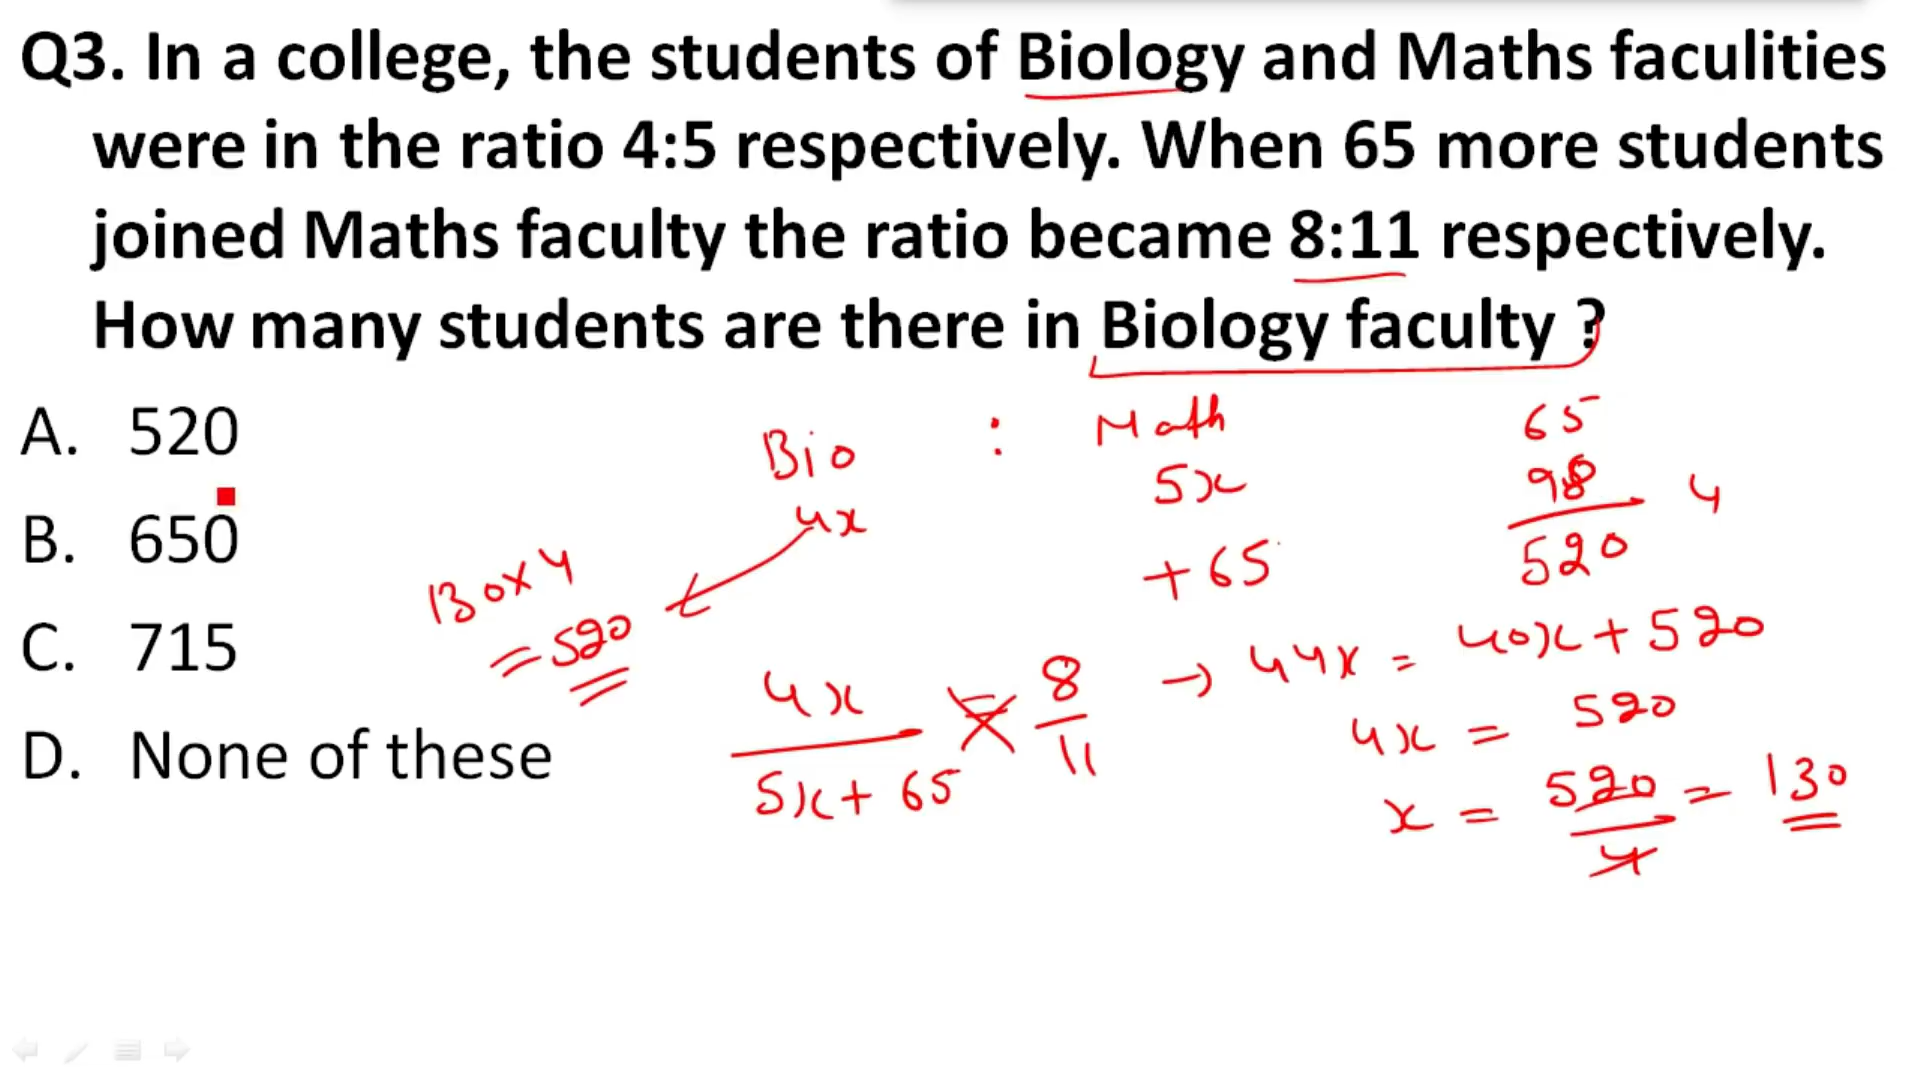 Q3. In a college, the students of Biology and Maths faculities
were in the ratio 4:5 respectively. When 65 more students
joined Maths faculty the ratio became 8:11 respectively.
How many students are there in Biology faculty ?
A. 520
B. 650
C. 715
D. None of these
Bio : Math
4x 5x
+65
130x4
=520
4x
5x+65
=
8
11
65
4
520
→ 44x = 40x+520
4x = 520
x = 520
4
= 130